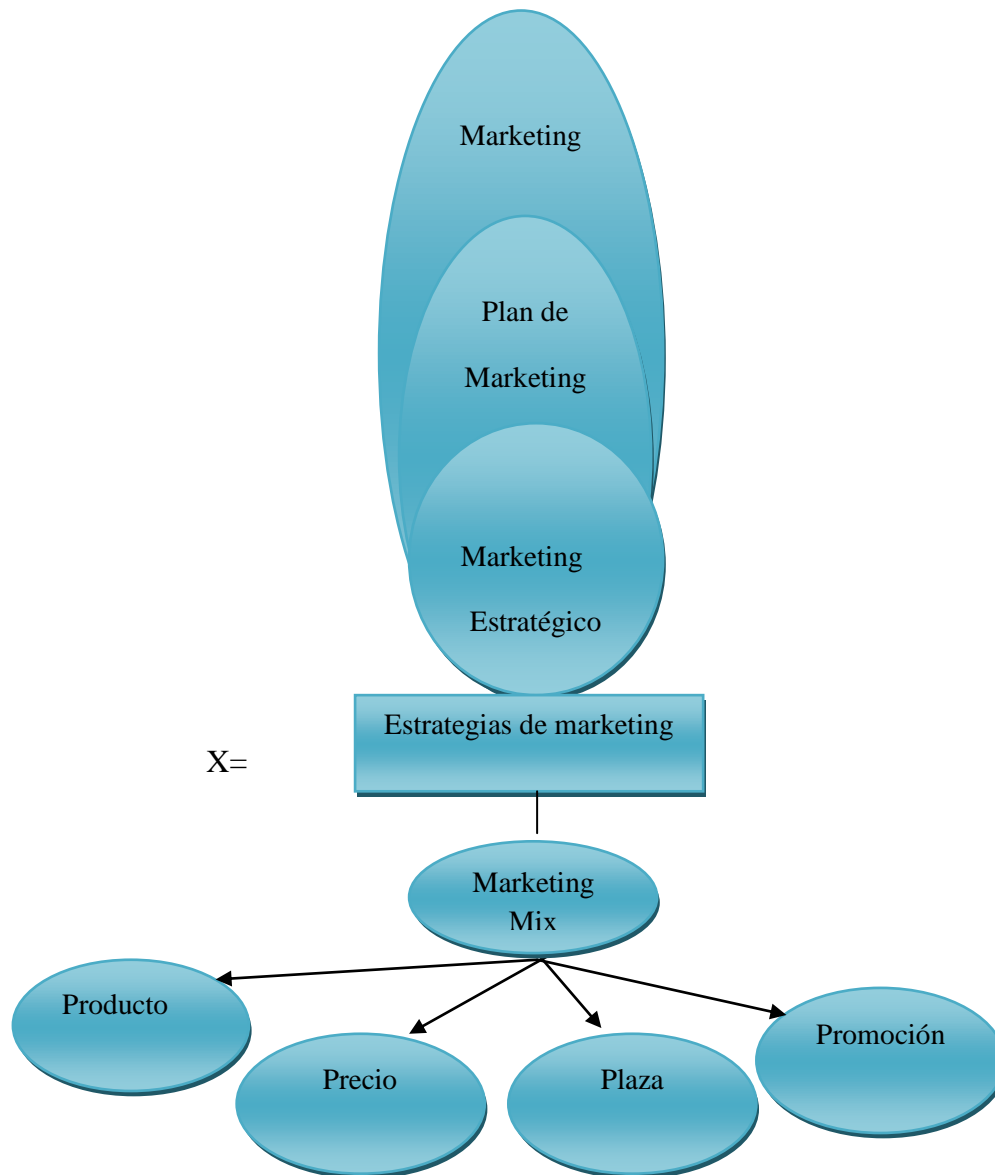 Marketing
Plan de
Marketing
Marketing
Estratégico
Estrategias de marketing
X=
Marketing
Mix
Producto
Precio
Plaza
Promoción